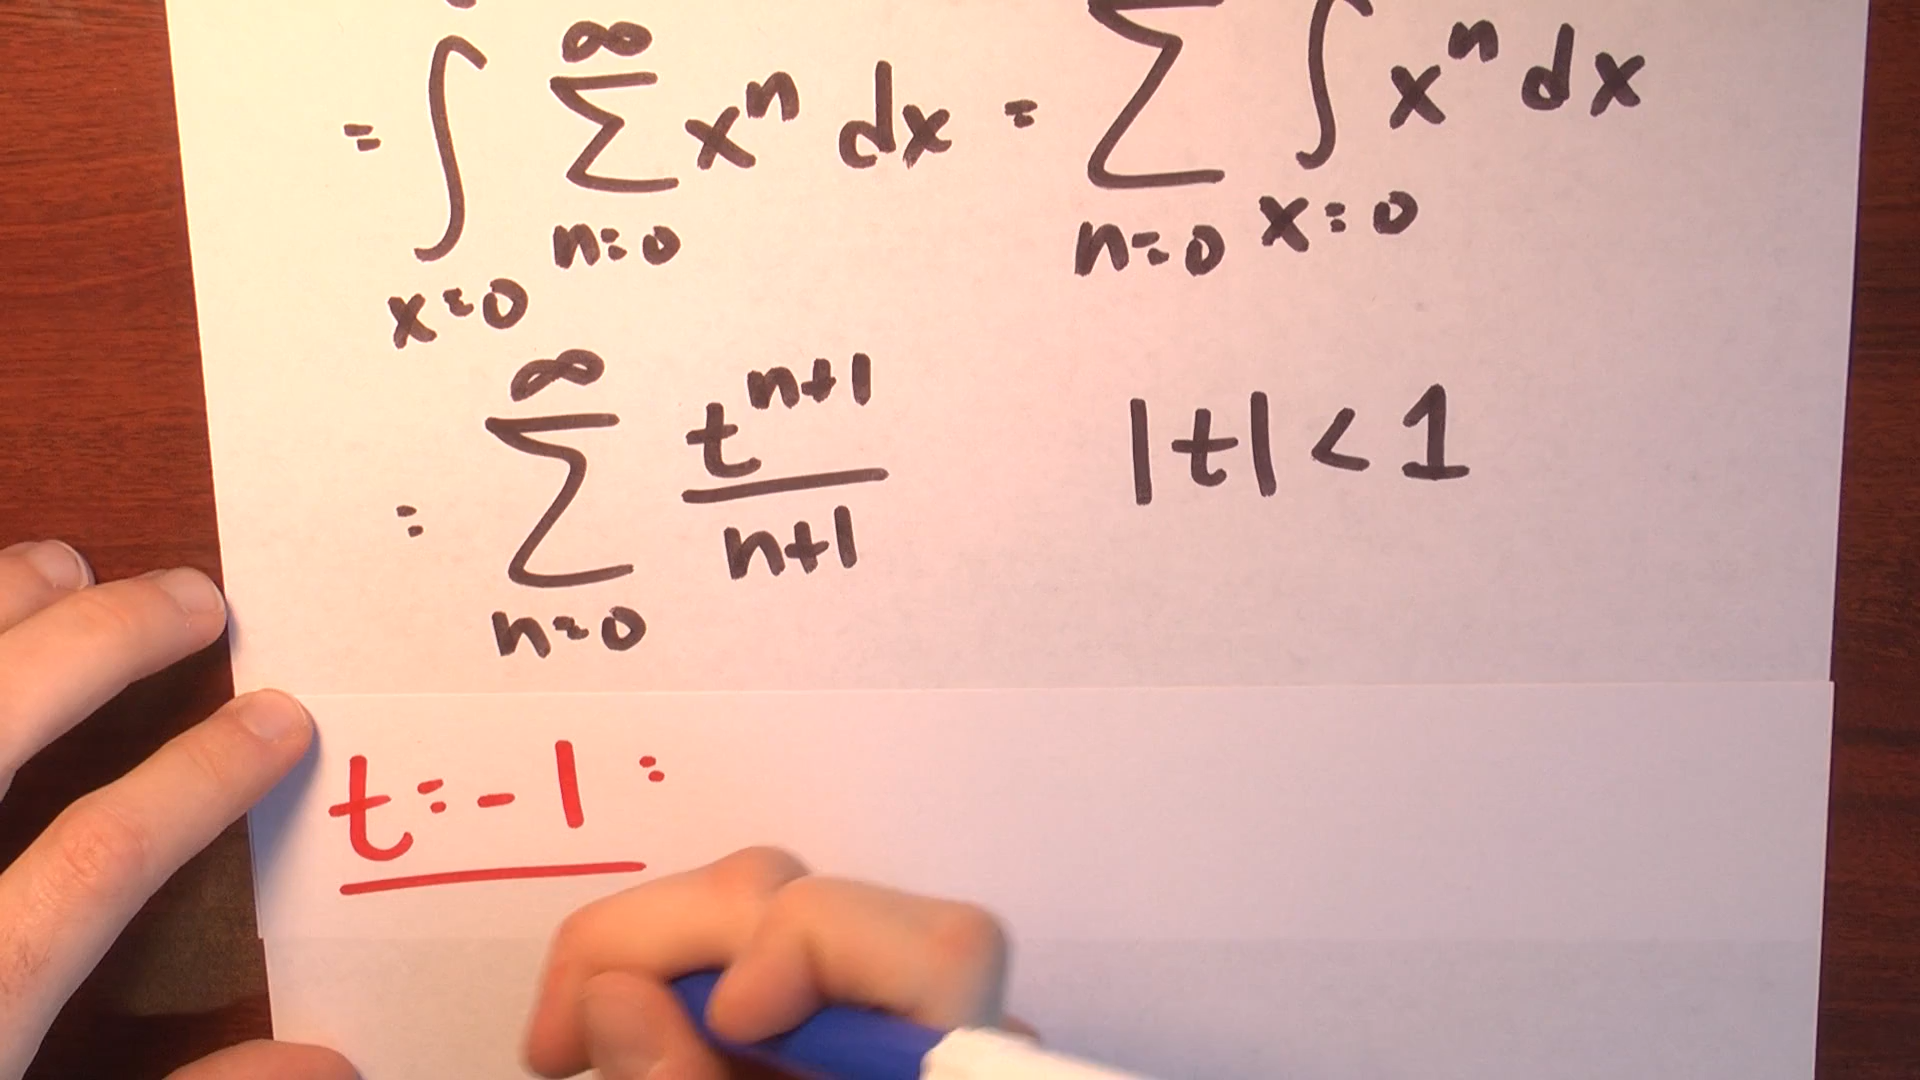 = ∫ ∑ xⁿ dx = ∑ ∫ xⁿ dx
∞
x=0 n=0 n=0 x=0
= ∑ tⁿ⁺¹/n+1 |t| < 1
∞
n=0
t=-1: